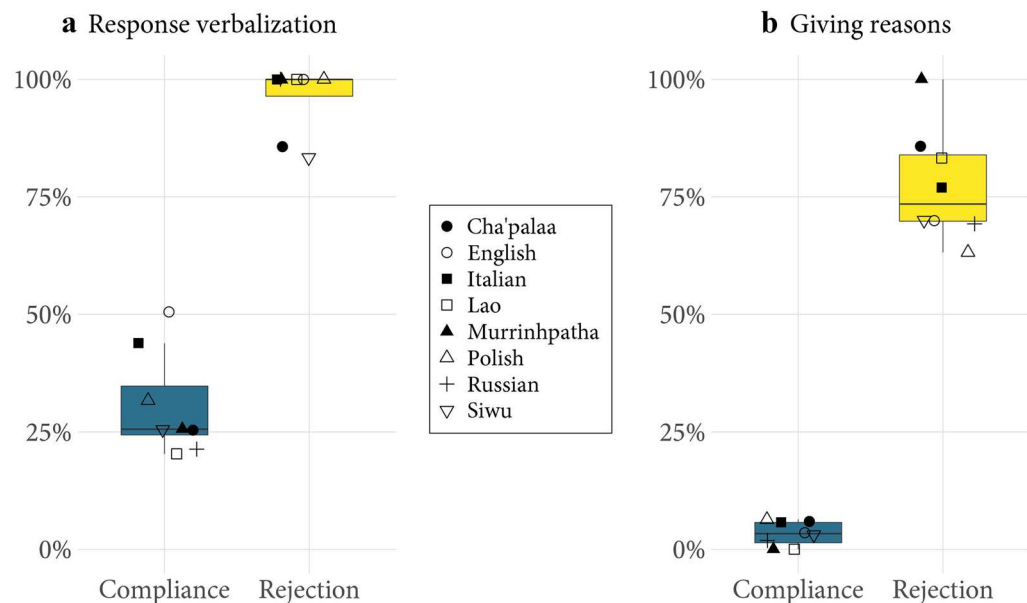 a Response verbalization
100%
75%
50%
25%
0%
Compliance Rejection
Cha'palaa
English
Italian
Lao
Murrinhpatha
Polish
Russian
Siwu
b Giving reasons
100%
75%
50%
25%
0%
Compliance Rejection